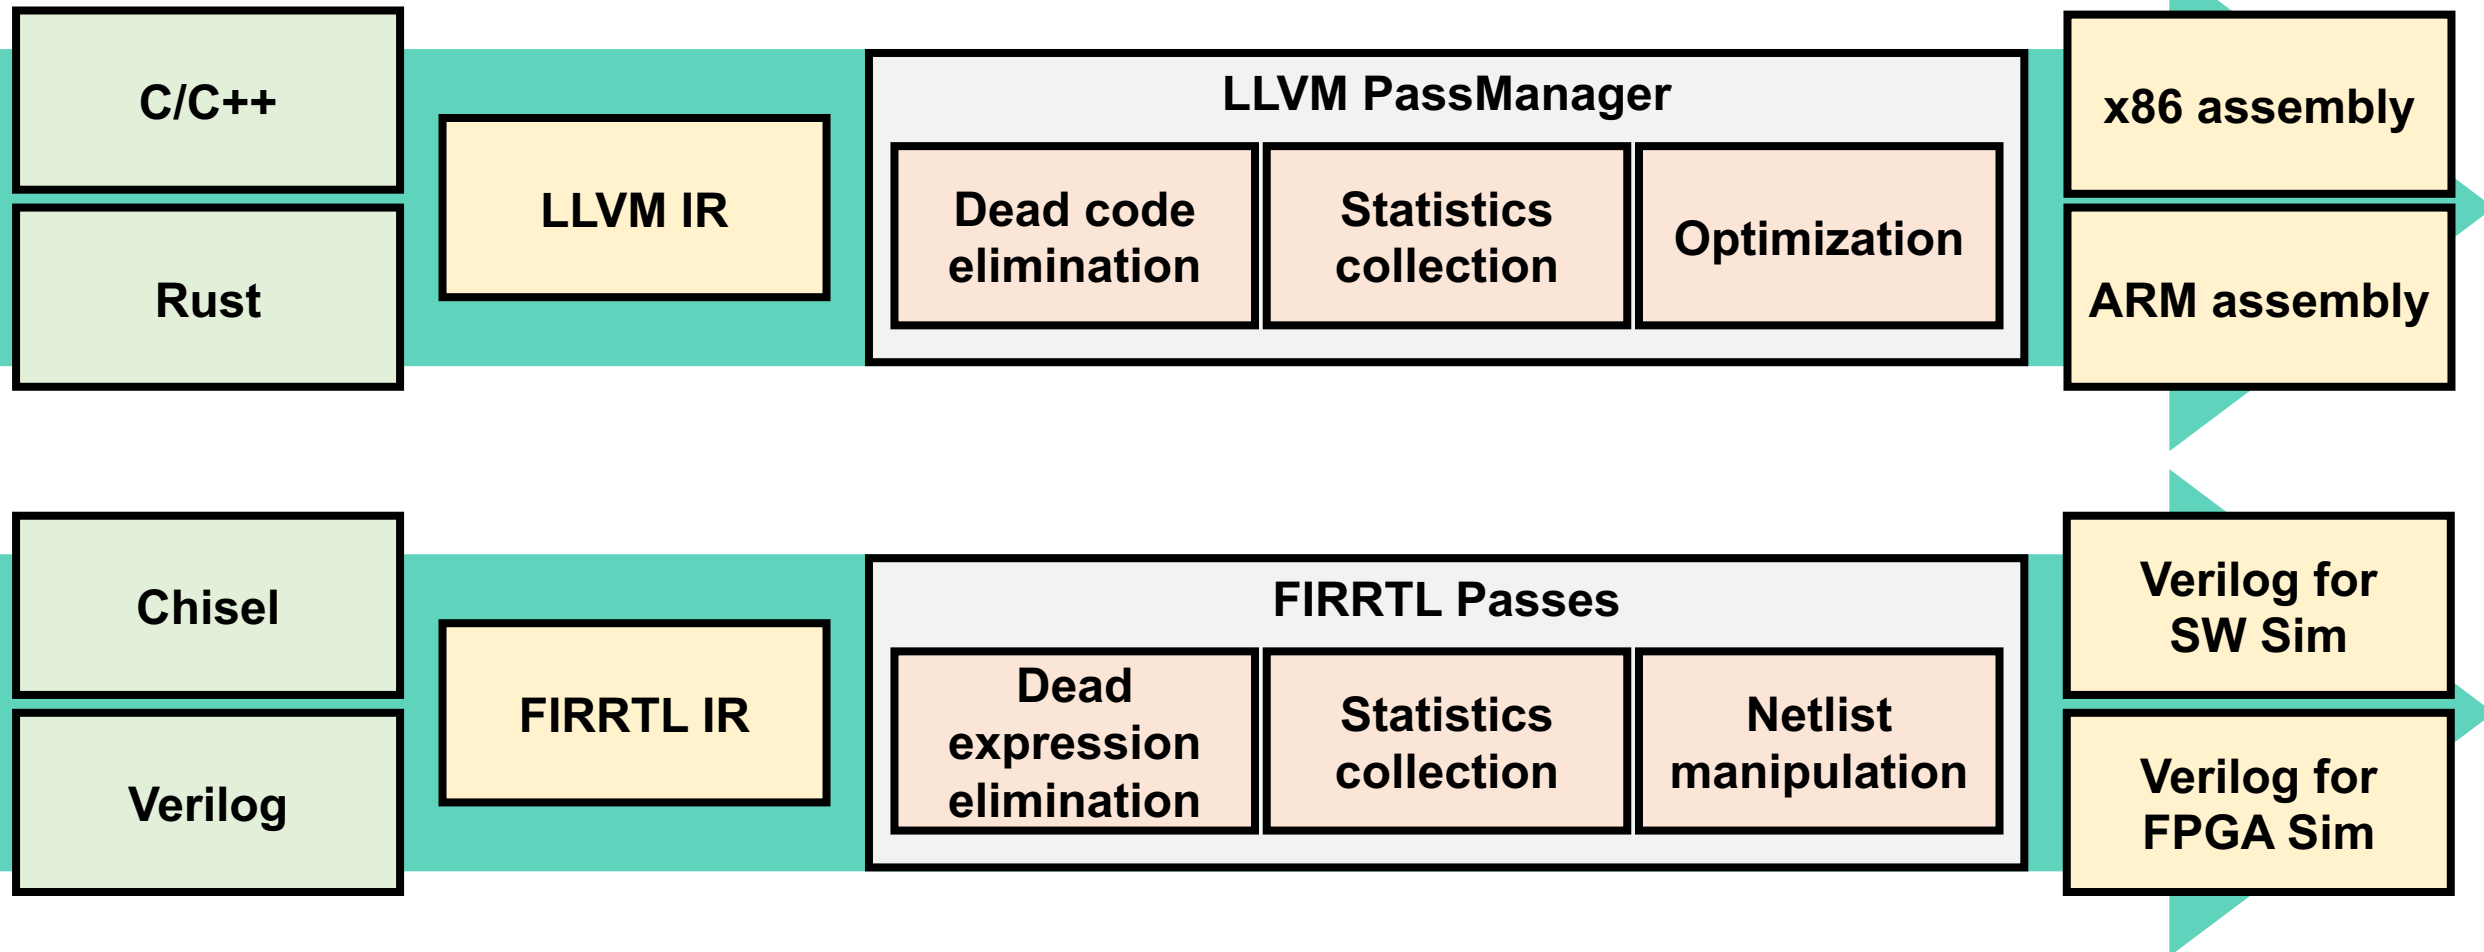 C/C++
Rust
LLVM IR
LLVM PassManager
Dead code
elimination
Statistics
collection
Optimization
x86 assembly
ARM assembly
Chisel
Verilog
FIRRTL IR
FIRRTL Passes
Dead
expression
elimination
Statistics
collection
Netlist
manipulation
Verilog for
SW Sim
Verilog for
FPGA Sim